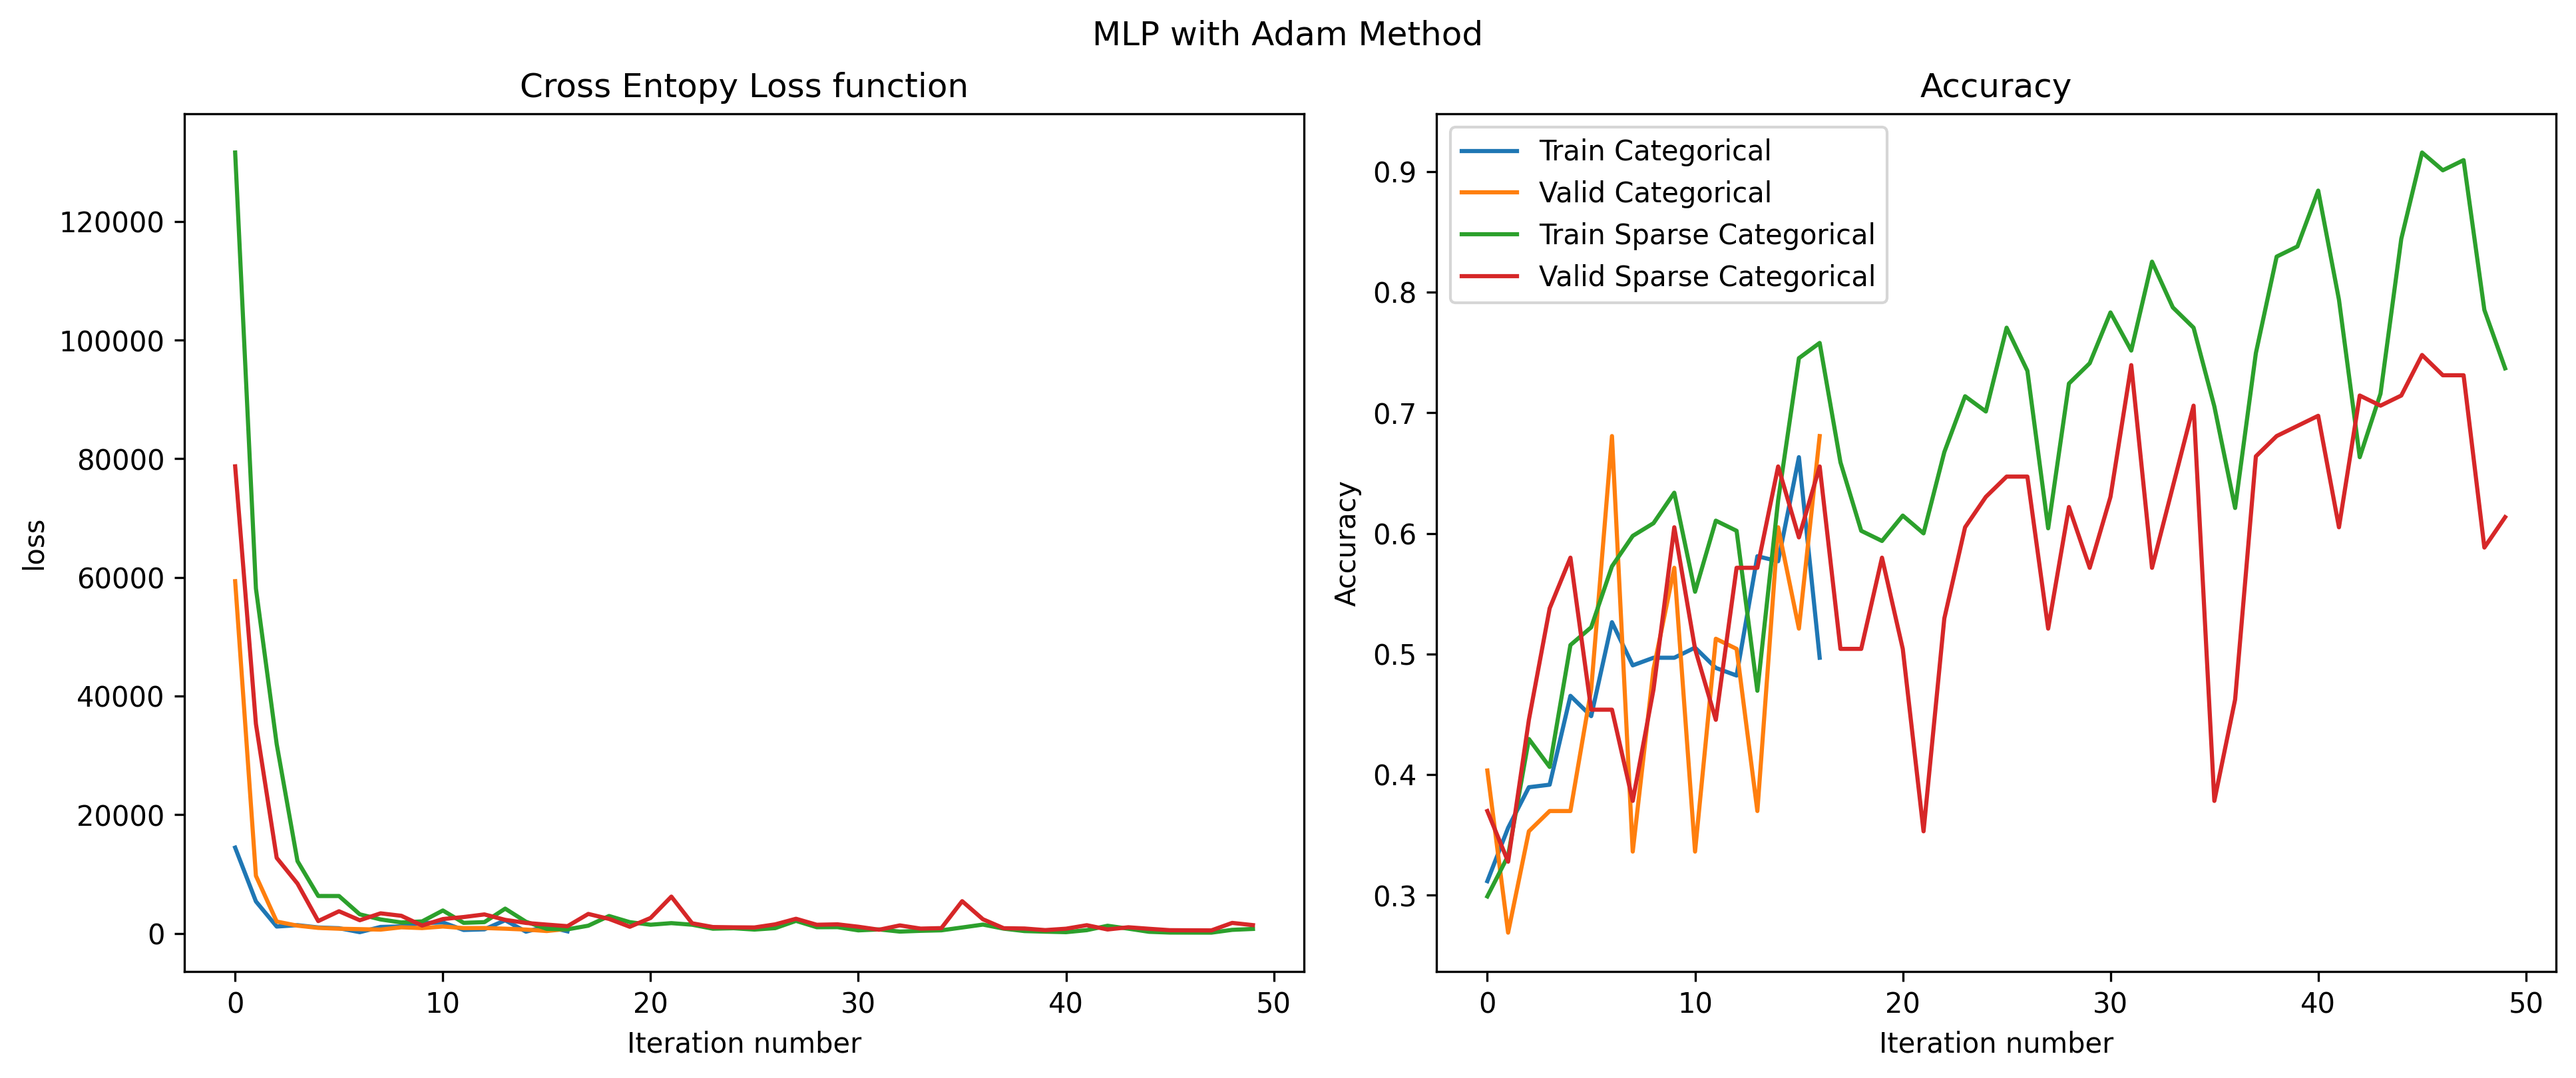 MLP with Adam Method
Cross Entopy Loss function
120000
100000
80000
60000
40000
20000
0
loss
0 10 20 30 40 50
Iteration number
Accuracy
Train Categorical
Valid Categorical
Train Sparse Categorical
Valid Sparse Categorical
0.9
0.8
0.7
0.6
0.5
0.4
0.3
Accuracy
0 10 20 30 40 50
Iteration number